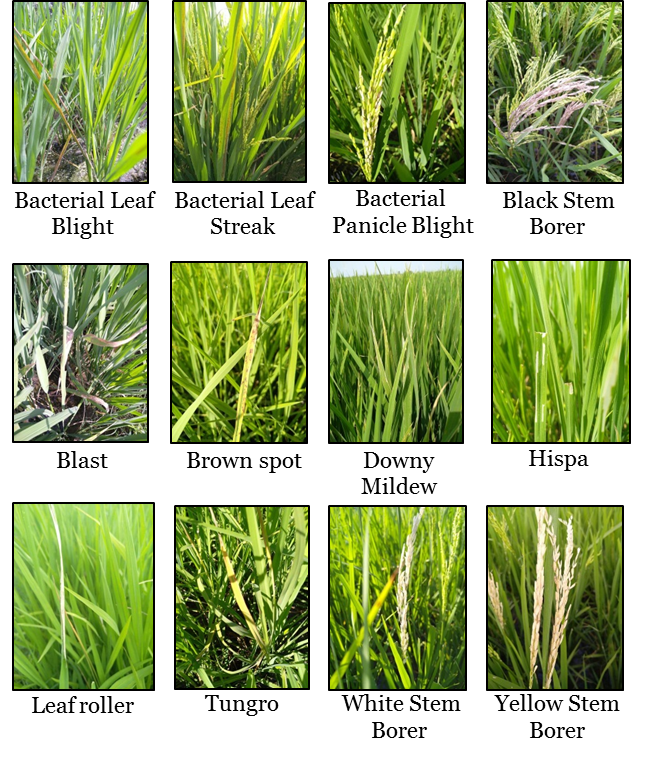 Bacterial Leaf
Blight
Bacterial Leaf
Streak
Bacterial
Panicle Blight
Black Stem
Borer
Blast
Brown spot
Downy
Mildew
Hispa
Leaf roller
Tungro
White Stem
Borer
Yellow Stem
Borer